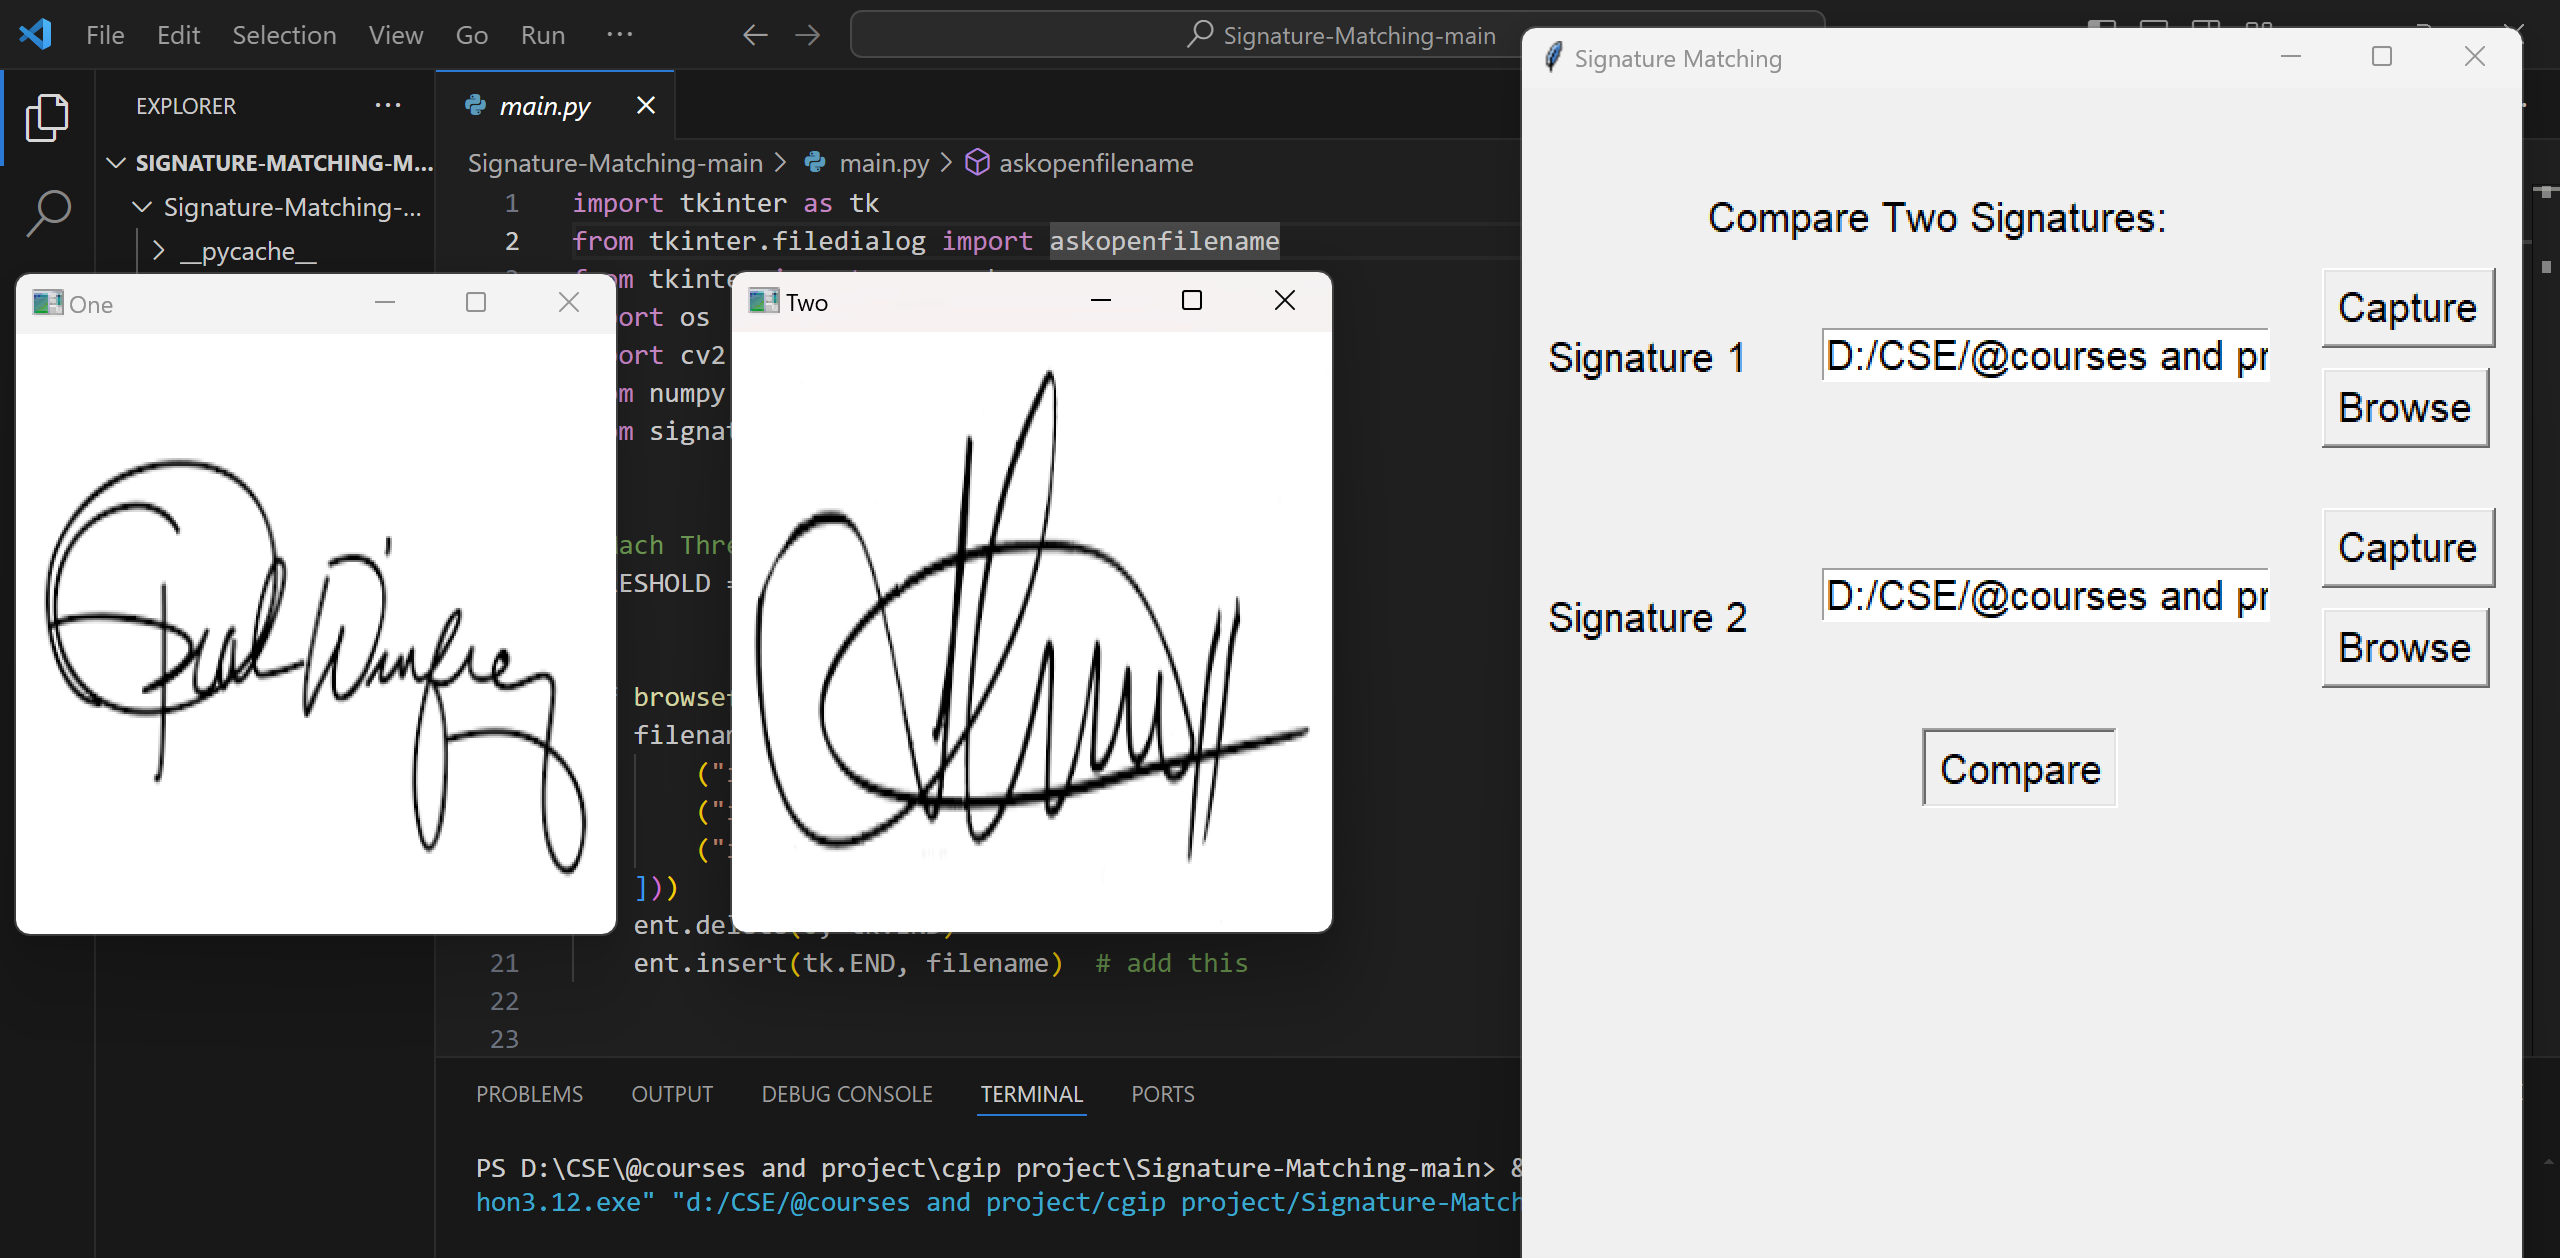 File Edit Selection View Go Run ··· Signature-Matching-main
EXPLORER ···
SIGNATURE-MATCHING-M...
Signature-Matching-...
__pycache__
main.py
Signature-Matching-main > main.py > askopenfilename
1 import tkinter as tk
2 from tkinter.filedialog import askopenfilename
m tkinte
ort os
ort cv2
m numpy
m signat
ach Thre
ESHOLD =
browsef
filenam
("
("
("
]))
ent.del
21 ent.insert(tk.END, filename) # add this
22
23
One
Two
PROBLEMS OUTPUT DEBUG CONSOLE TERMINAL PORTS
PS D:\CSE\@courses and project\cgip project\Signature-Matching-main> &
hon3.12.exe" "d:/CSE/@courses and project/cgip project/Signature-Match
Signature Matching
Compare Two Signatures:
Capture
Signature 1 D:/CSE/@courses and pr
Browse
Capture
Signature 2 D:/CSE/@courses and pr
Browse
Compare